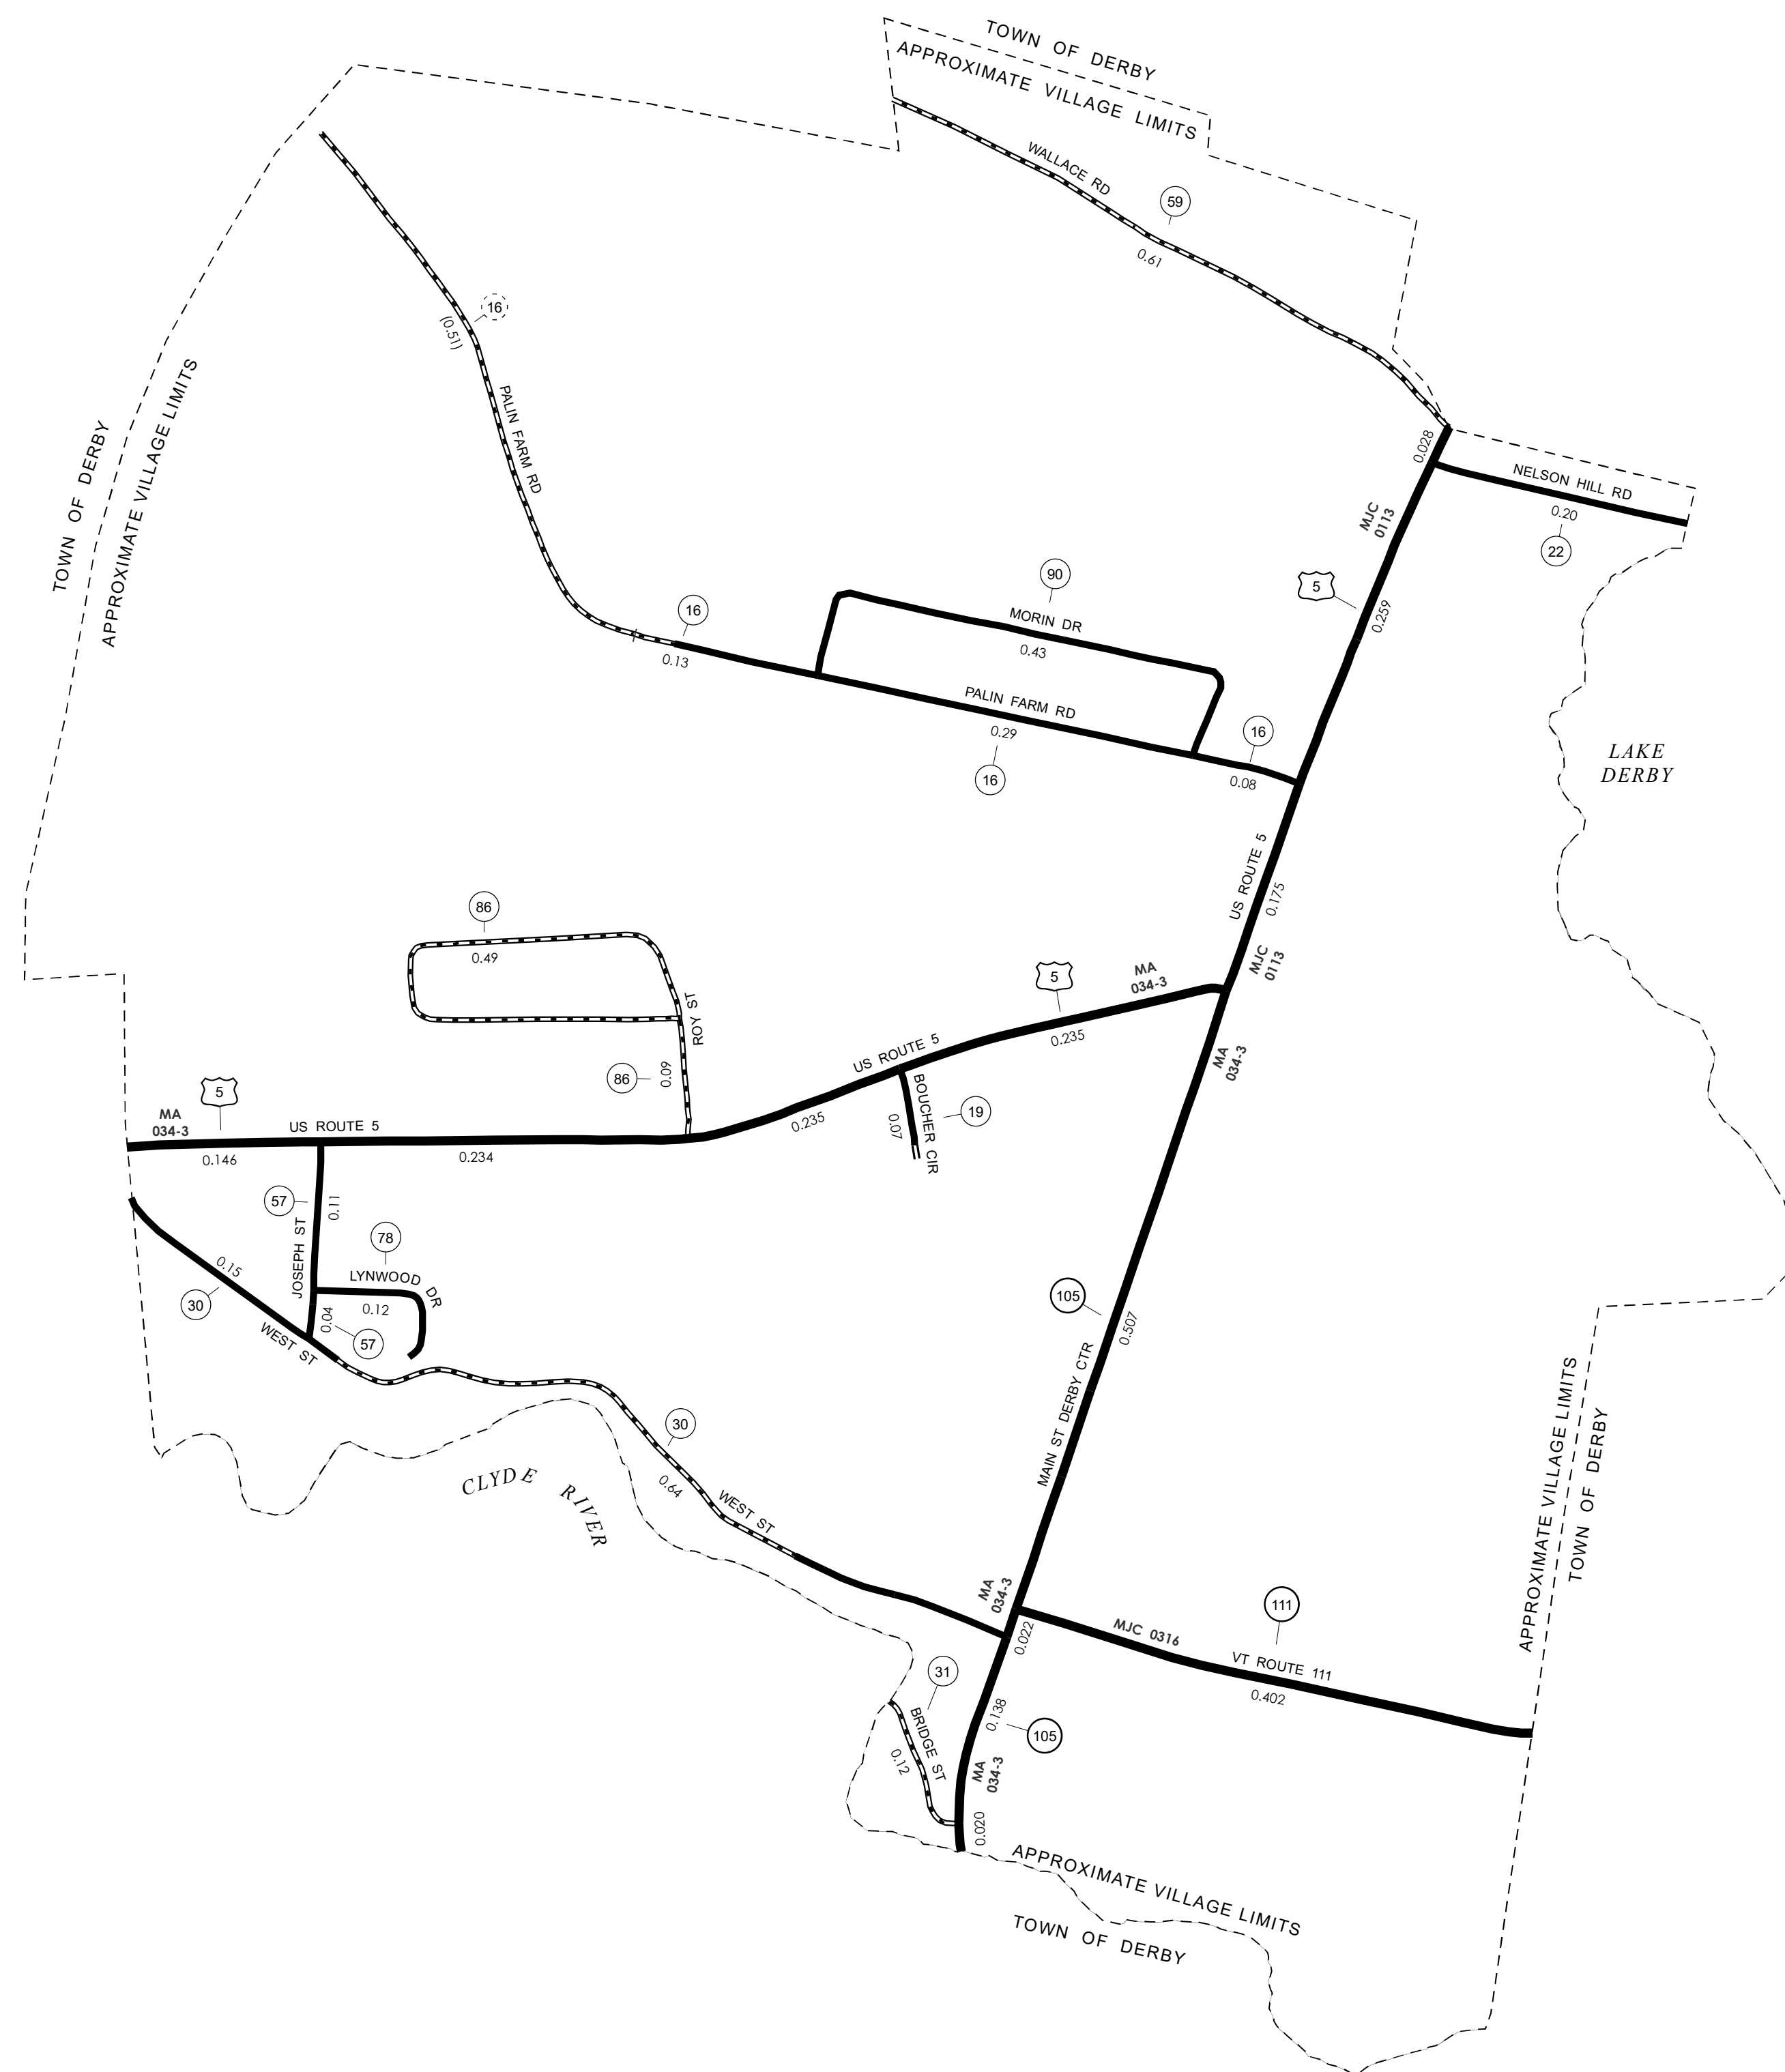 TOWN OF DERBY
APPROXIMATE VILLAGE LIMITS
WALLACE RD
59
0.61
16
(0.51)
PALIN FARM RD
TOWN OF DERBY
APPROXIMATE VILLAGE LIMITS
0.028
NELSON HILL RD
0.20
22
MJC
0113
5
0.259
90
MORIN DR
0.43
16
0.13
PALIN FARM RD
0.29
16
16
0.08
LAKE
DERBY
US ROUTE 5
0.175
MJC
0113
86
0.49
ROY ST
86
0.09
5
MA
034-3
US ROUTE 5
0.235
MA
034-3
5
MA
034-3
0.146
US ROUTE 5
0.234
0.235
BOUCHER CIR
19
0.07
57
0.11
JOSEPH ST
78
LYNWOOD DR
0.12
0.04
57
0.15
30
WEST ST
105
0.507
MAIN ST DERBY CTR
30
0.64
WEST ST
CLYDE RIVER
MA
034-3
0.022
MJC 0316
111
VT ROUTE 111
0.402
APPROXIMATE VILLAGE LIMITS
TOWN OF DERBY
31
BRIDGE ST
0.12
0.138
105
MA
034-3
0.020
APPROXIMATE VILLAGE LIMITS
TOWN OF DERBY